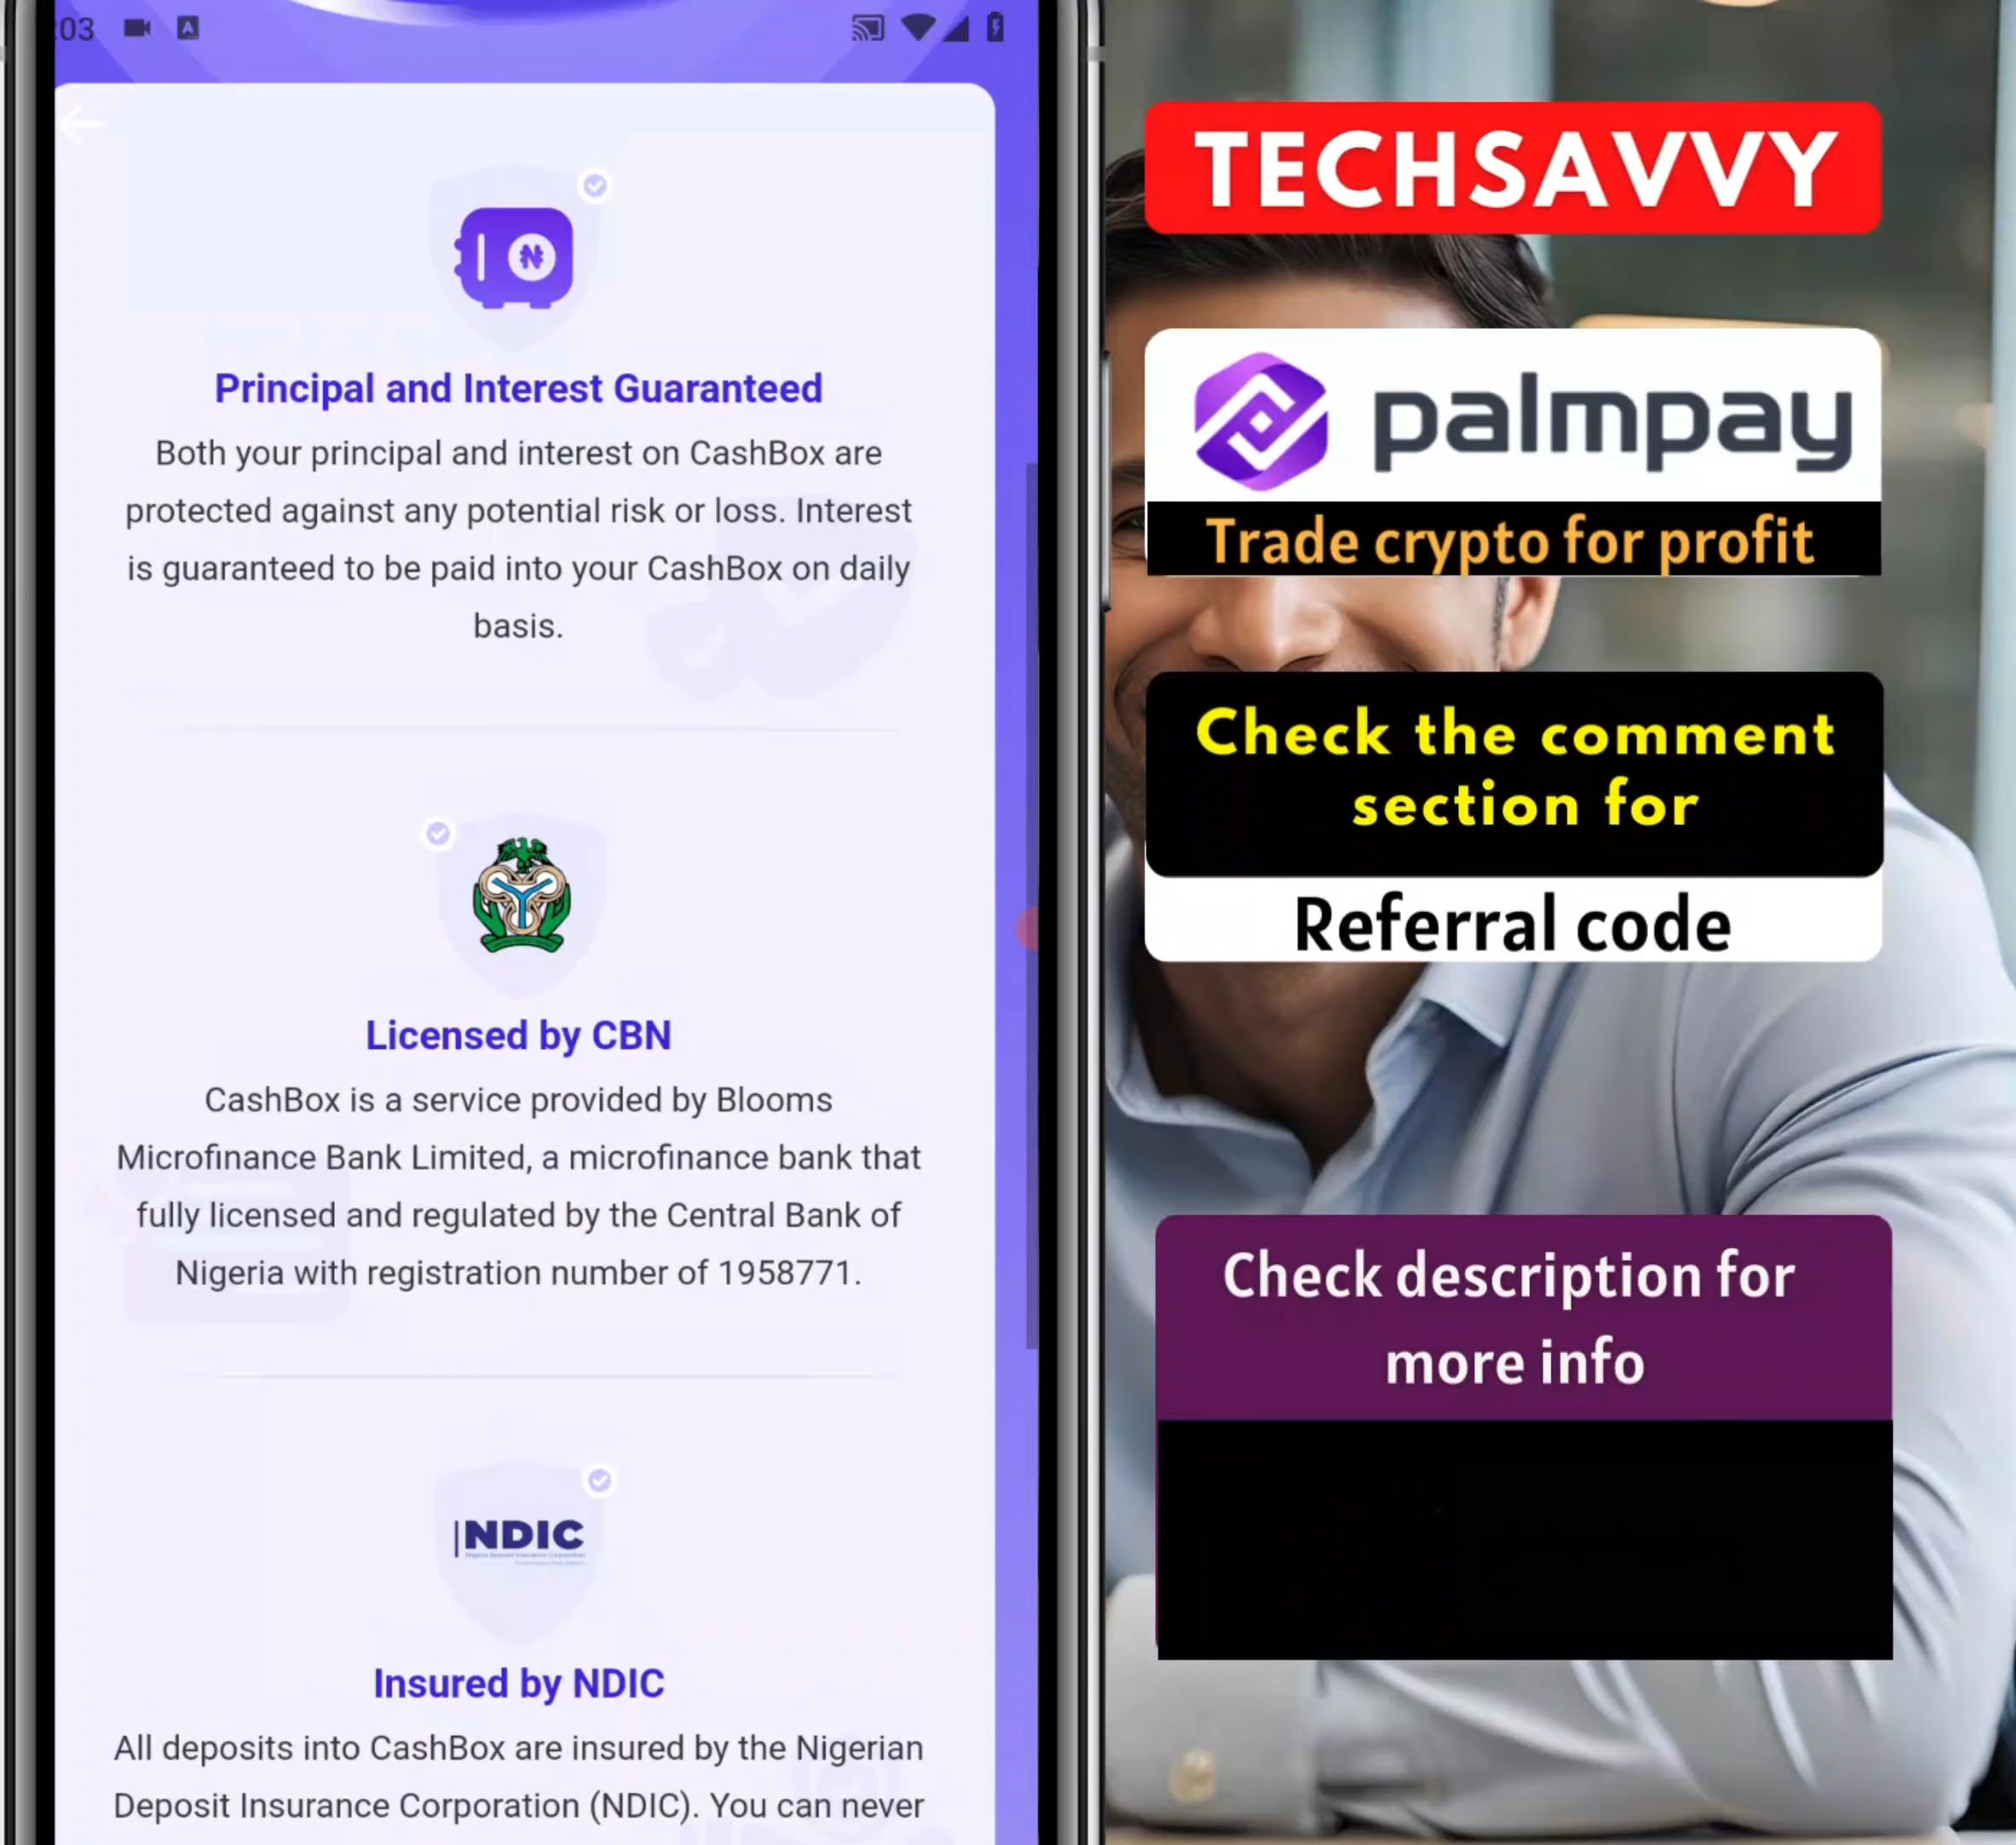 :03
Principal and Interest Guaranteed
Both your principal and interest on CashBox are
protected against any potential risk or loss. Interest
is guaranteed to be paid into your CashBox on daily
basis.
Licensed by CBN
CashBox is a service provided by Blooms
Microfinance Bank Limited, a microfinance bank that
fully licensed and regulated by the Central Bank of
Nigeria with registration number of 1958771.
NDIC
Insured by NDIC
All deposits into CashBox are insured by the Nigerian
Deposit Insurance Corporation (NDIC). You can never
TECHSAVVY
palmpay
Trade crypto for profit
Check the comment
section for
Referral code
Check description for
more info